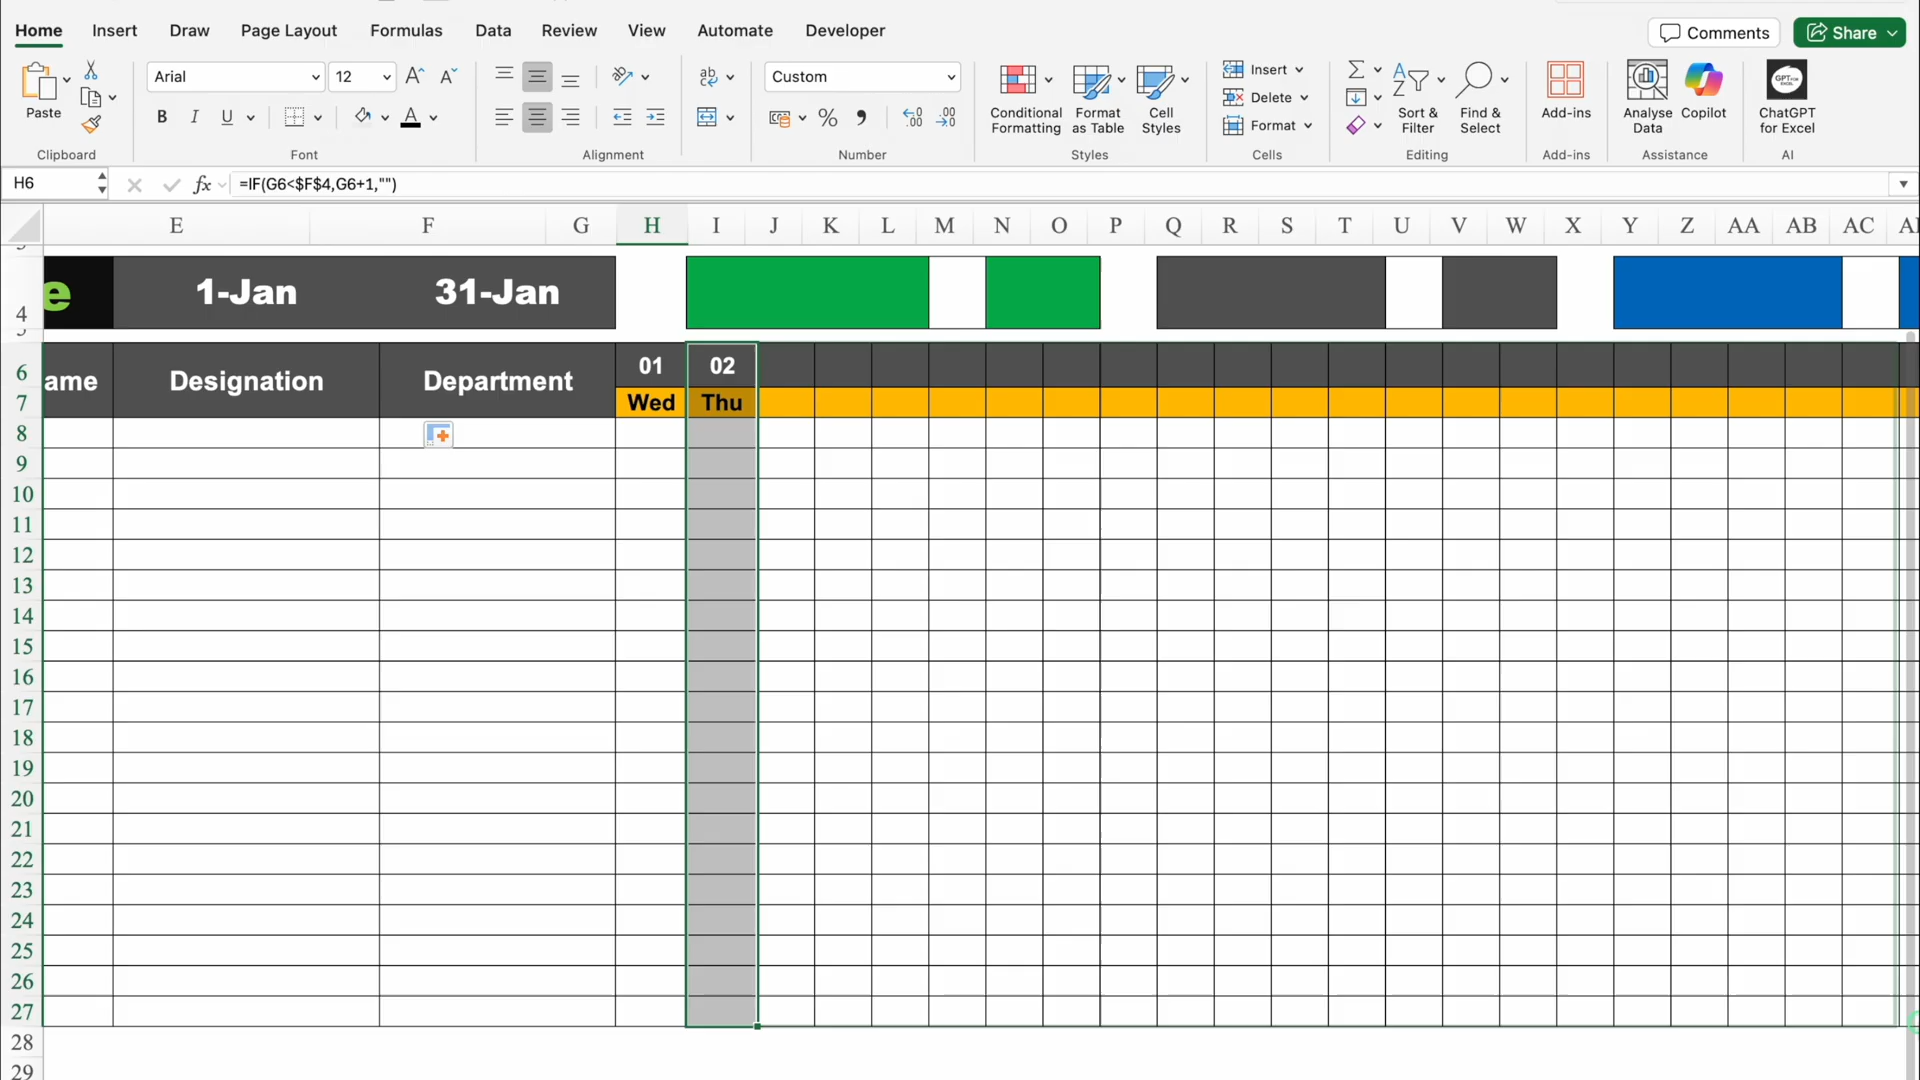 Home Insert Draw Page Layout Formulas Data Review View Automate Developer Comments Share
Arial 12 ab Custom Insert
Paste B I U A % Conditional Formatting Format as Table Cell Styles Delete Format Sort & Filter Find & Select Add-ins Analyse Data Copilot ChatGPT for Excel
Clipboard Font Alignment Number Styles Cells Editing Add-ins Assistance AI
H6 fx =IF(G6<$F$4,G6+1,"")
E F G H I J K L M N O P Q R S T U V W X Y Z AA AB AC
4 e 1-Jan 31-Jan
6 ame Designation Department 01 02
7 Wed Thu
8
9
10
11
12
13
14
15
16
17
18
19
20
21
22
23
24
25
26
27
28
29